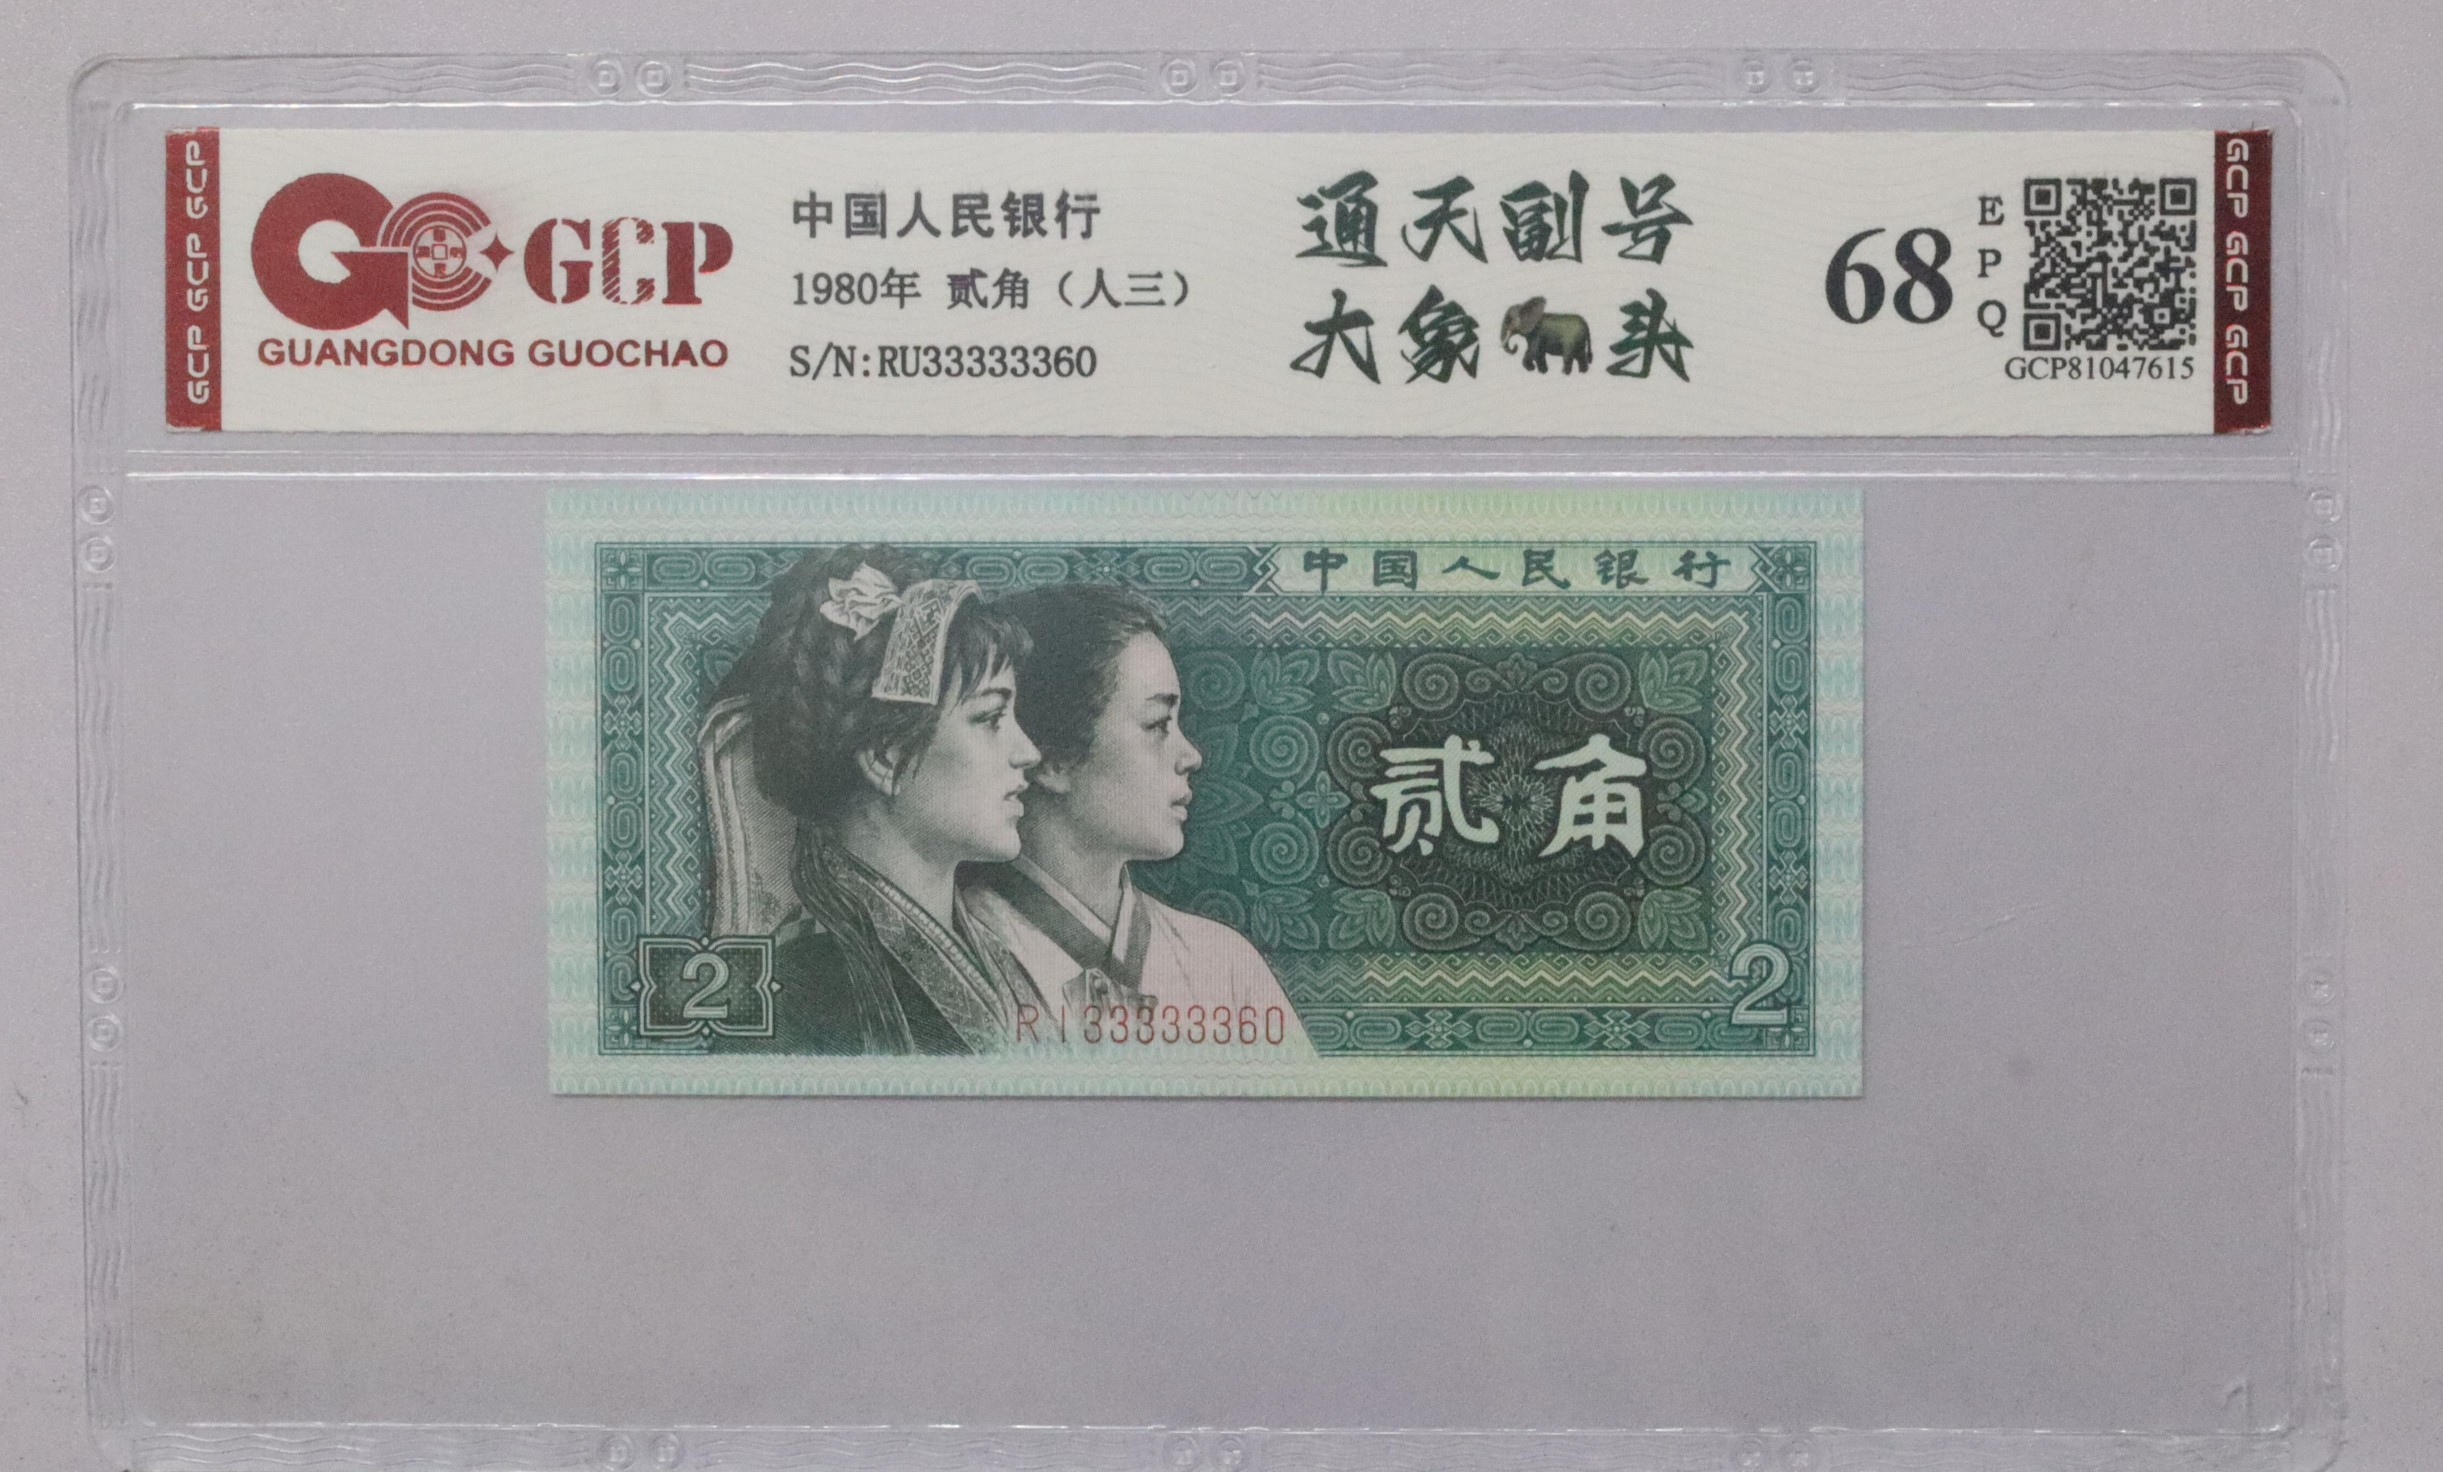 GCP GCP GCP
GCP
GUANGDONG GUOCHAO
中国人民银行
1980年 贰角（人三）
S/N:RU33333360
通天副号
大象头
68
EPQ
GCP81047615
GCP GCP GCP
中国人民银行
贰角
2
2
RI33333360